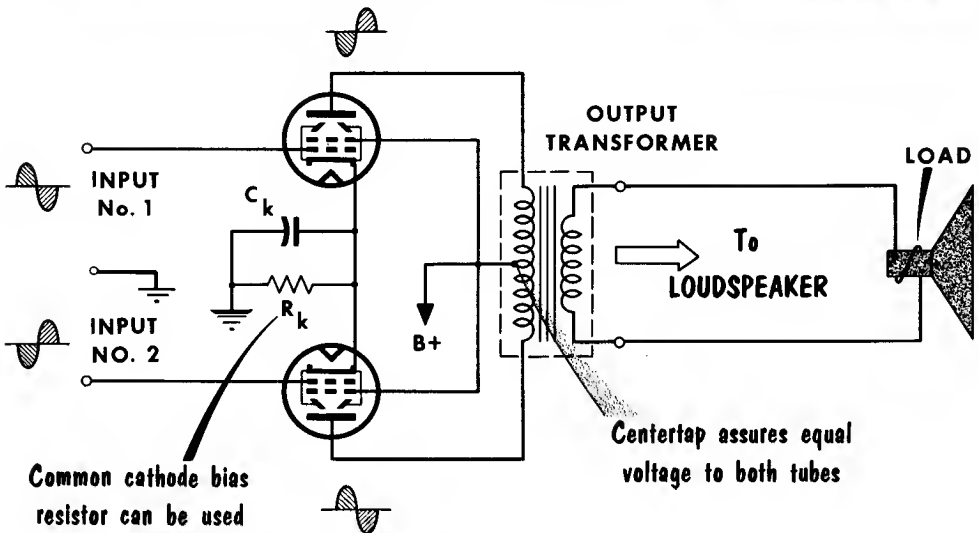 OUTPUT
TRANSFORMER
LOAD
INPUT
No. 1
C k
To
LOUDSPEAKER
R k
B+
INPUT
NO. 2
Centertap assures equal
voltage to both tubes
Common cathode bias
resistor can be used